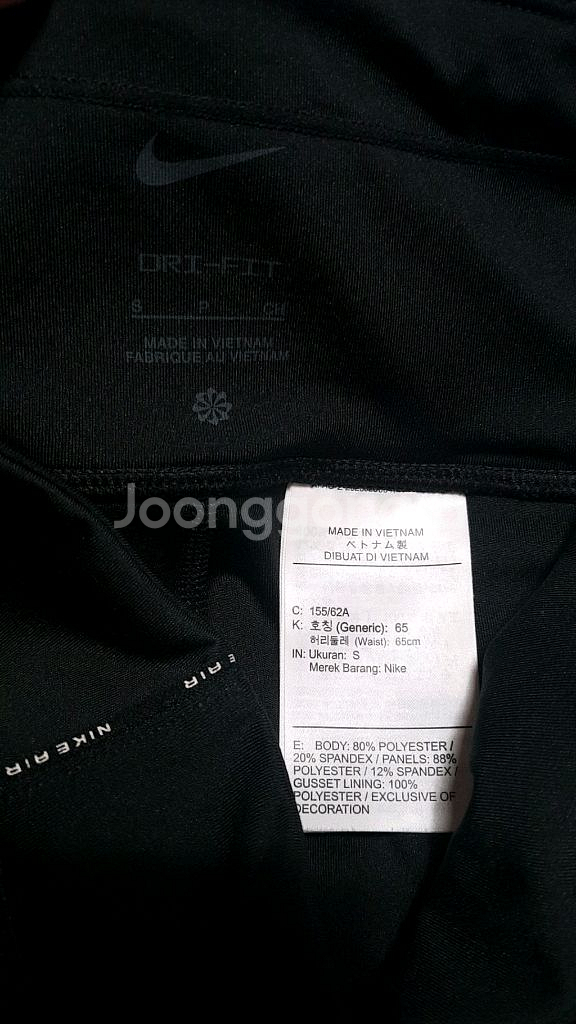 DRI-FIT
S P CH
MADE IN VIETNAM
FABRIQUE AU VIETNAM
MADE IN VIETNAM
ベトナム製
DIBUAT DI VIETNAM
C: 155/62A
K: 호칭 (Generic): 65
허리둘레 (Waist): 65cm
IN: Ukuran: S
Merek Barang: Nike
E: BODY: 80% POLYESTER /
20% SPANDEX / PANELS: 88%
POLYESTER / 12% SPANDEX /
GUSSET LINING: 100%
POLYESTER / EXCLUSIVE OF
DECORATION
E AIR
NIKE AIR
R